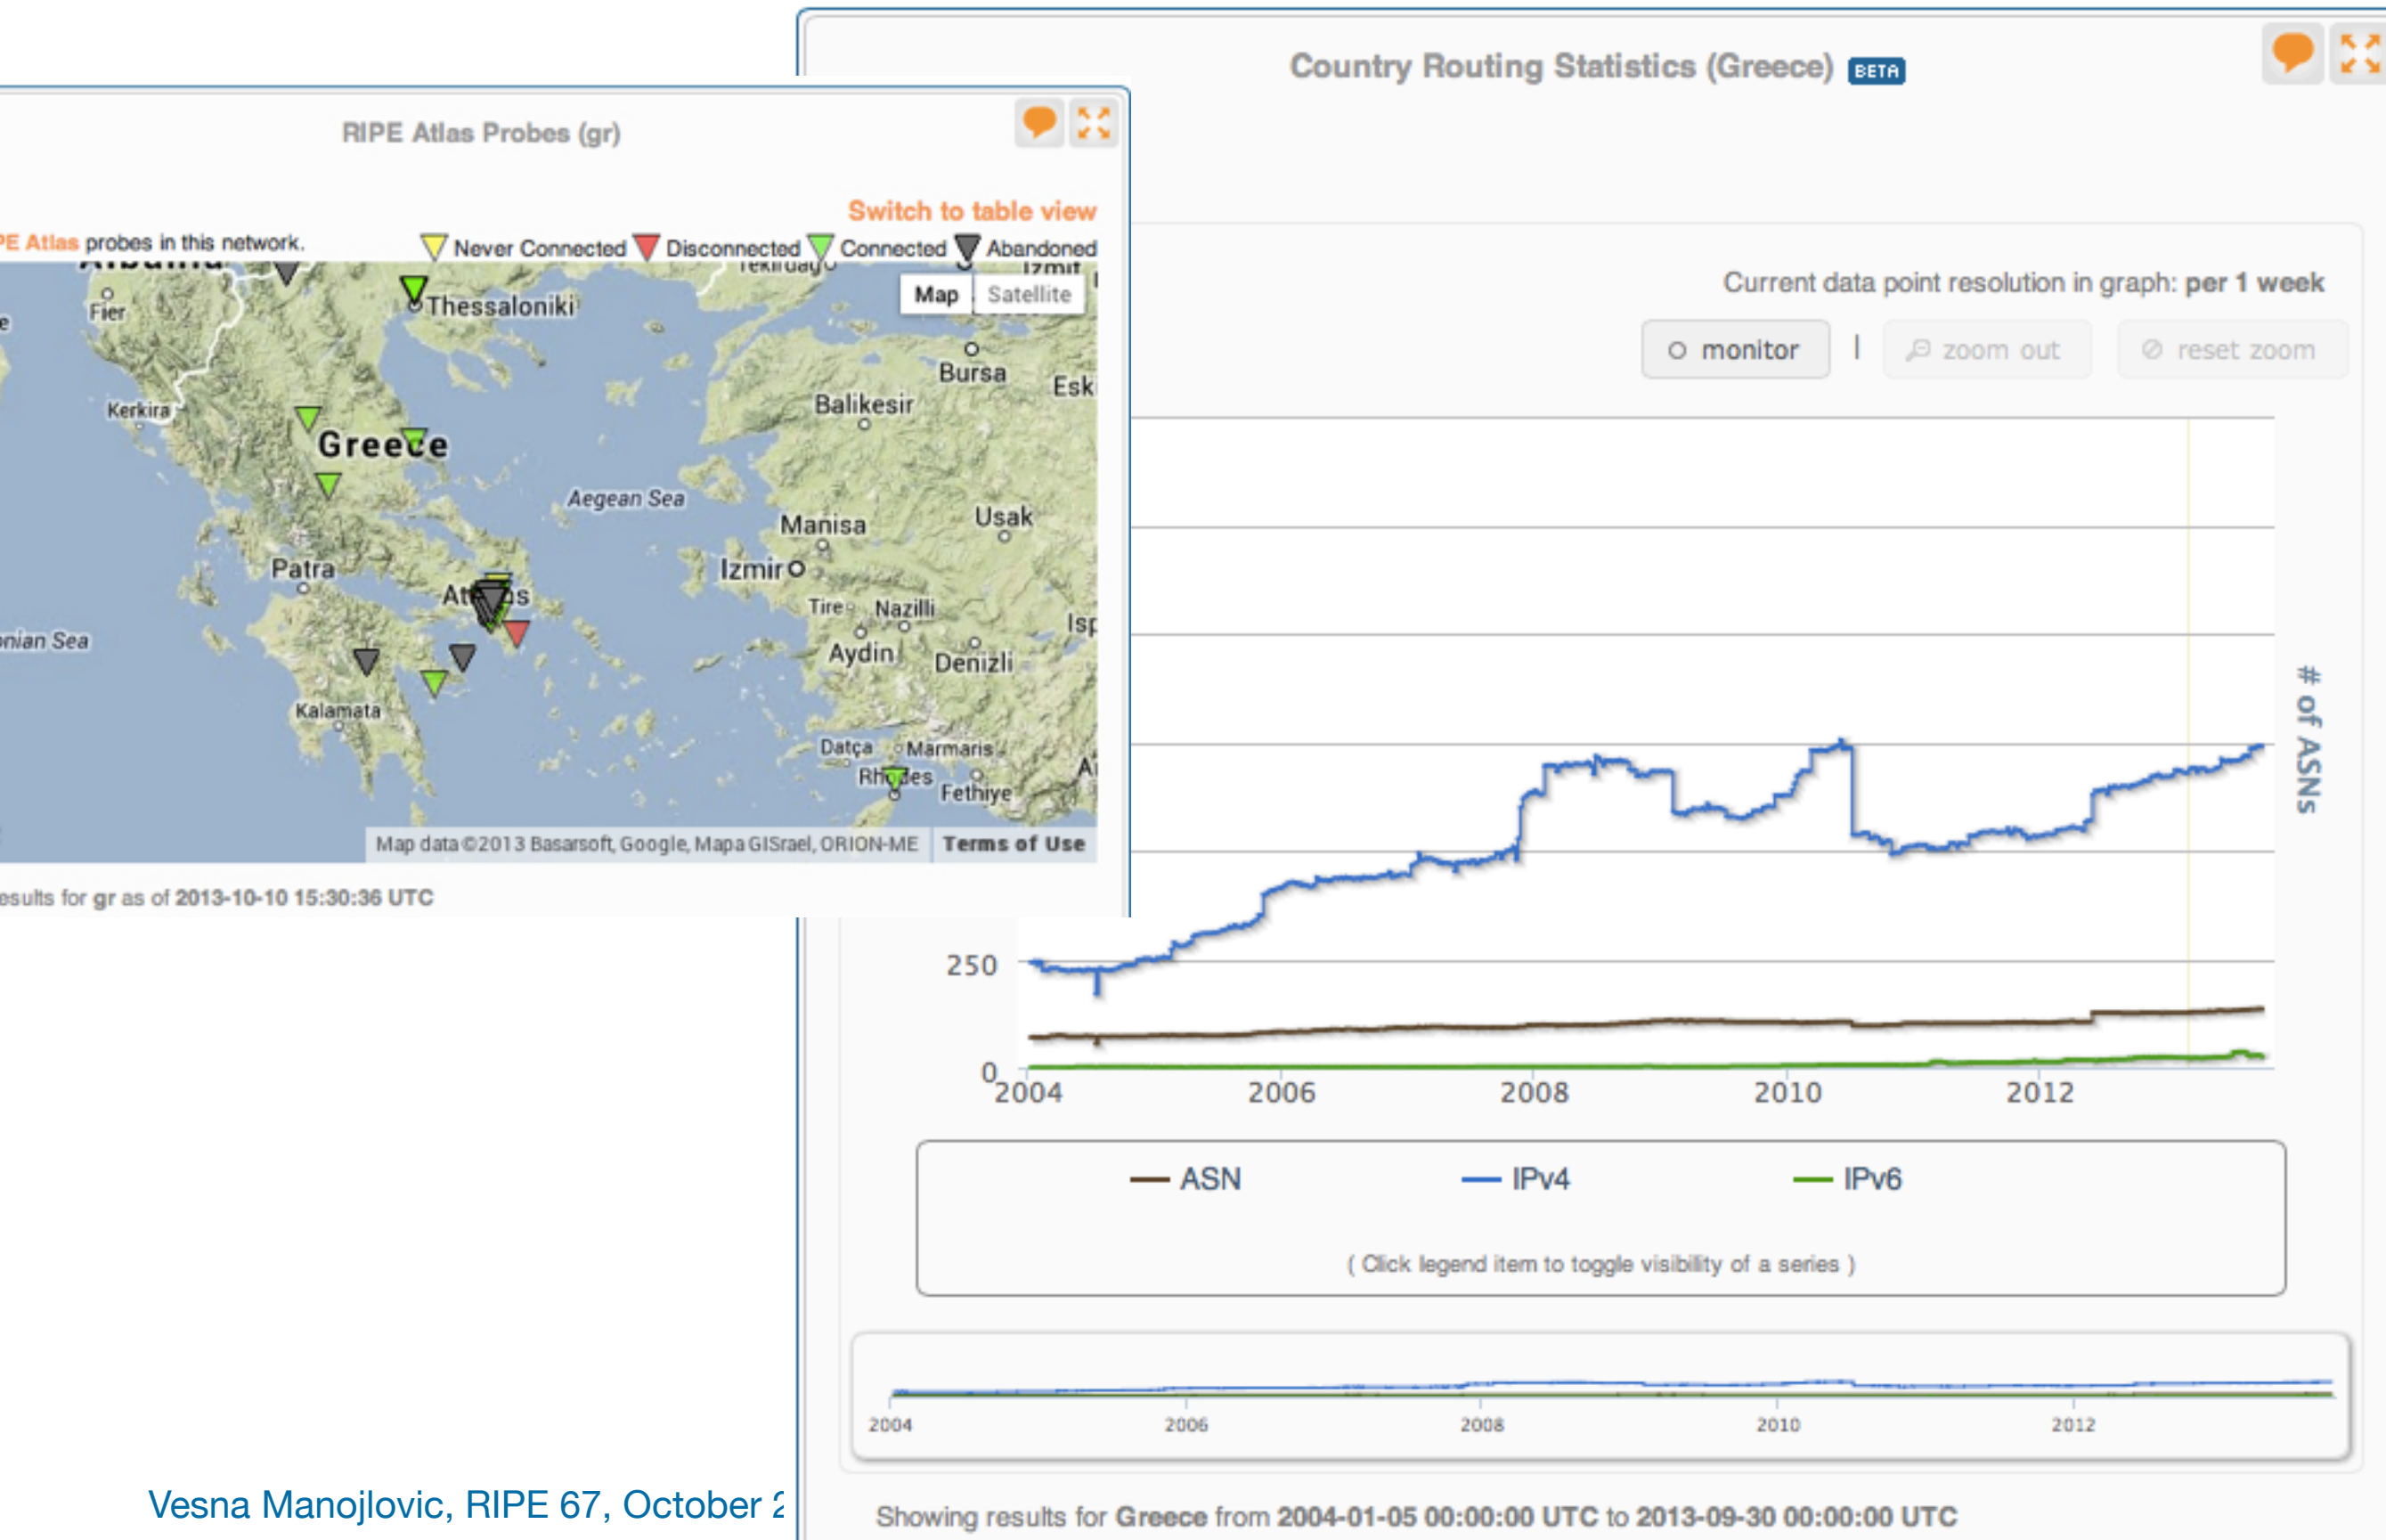 Country Routing Statistics (Greece) BETA
RIPE Atlas Probes (gr)
Switch to table view
Atlas probes in this network.
Never Connected Disconnected Connected Abandoned
Thessaloniki
Map Satellite
Fier
Bursa
Kerkira
Balikesir
Greece
Aegean Sea
Manisa
Usak
Patra
Izmir
Tire Nazilli
Aydin Denizli
Sea
Kalamata
Datça Marmaris
Rhodes
Fethiye
Map data ©2013 Basarsoft, Google, Mapa GISrael, ORION-ME Terms of Use
for gr as of 2013-10-10 15:30:36 UTC
Current data point resolution in graph: per 1 week
monitor | zoom out reset zoom
# of ASNs
250
0
2004 2006 2008 2010 2012
ASN IPv4 IPv6
( Click legend item to toggle visibility of a series )
2004 2006 2008 2010 2012
Showing results for Greece from 2004-01-05 00:00:00 UTC to 2013-09-30 00:00:00 UTC
Vesna Manojlovic, RIPE 67, October